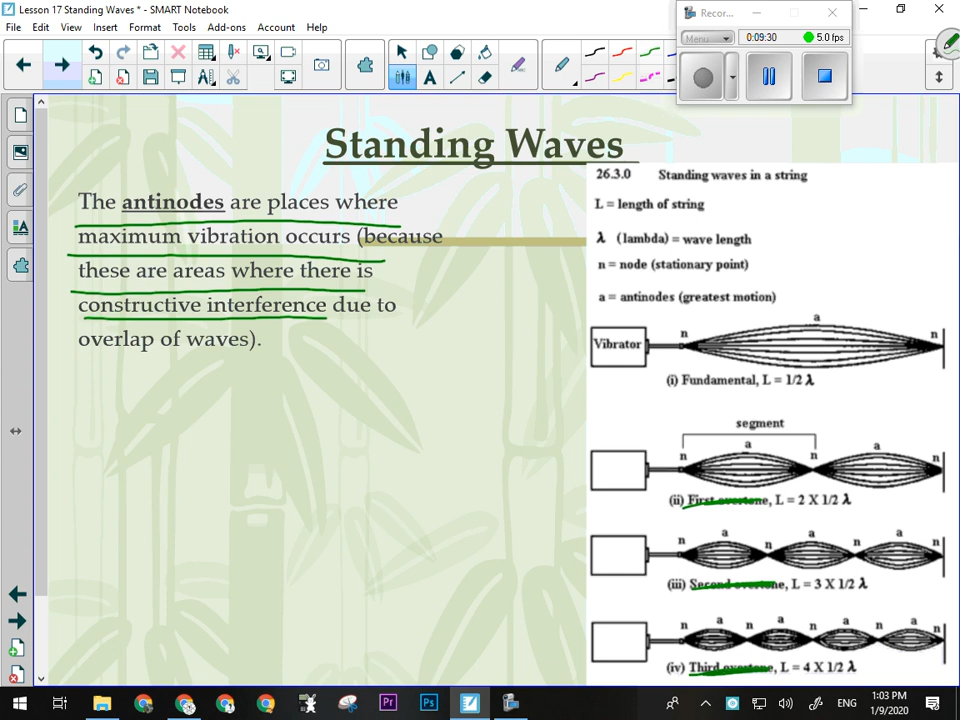 Lesson 17 Standing Waves * - SMART Notebook
File Edit View Insert Format Tools Add-ons Account Help
Recor...
Menu
0:09:30
5.0 fps
A
Standing Waves
The antinodes are places where
maximum vibration occurs (because
these are areas where there is
constructive interference due to
overlap of waves).
26.3.0 Standing waves in a string
L = length of string
λ (lambda) = wave length
n = node (stationary point)
a = antinodes (greatest motion)
a
n n
Vibrator
(i) Fundamental, L = 1/2 λ
segment
a a
n n n
(ii) First overtone, L = 2 X 1/2 λ
a a a
n n n n
(iii) Second overtone, L = 3 X 1/2 λ
n a n a n a n a n
(iv) Third overtone, L = 4 X 1/2 λ
Pr
Ps
ENG
1:03 PM
1/9/2020